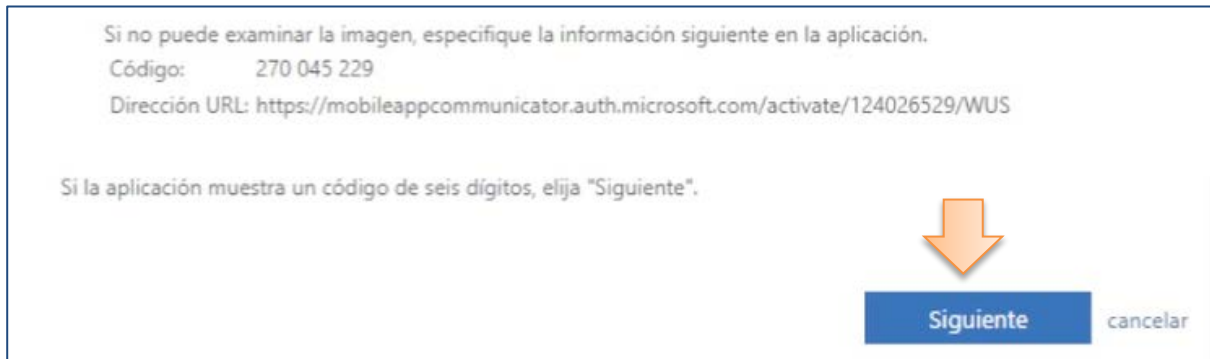 Si no puede examinar la imagen, especifique la información siguiente en la aplicación.
Código: 270 045 229
Dirección URL: https://mobileappcommunicator.auth.microsoft.com/activate/124026529/WUS
Si la aplicación muestra un código de seis dígitos, elija "Siguiente".
Siguiente cancelar